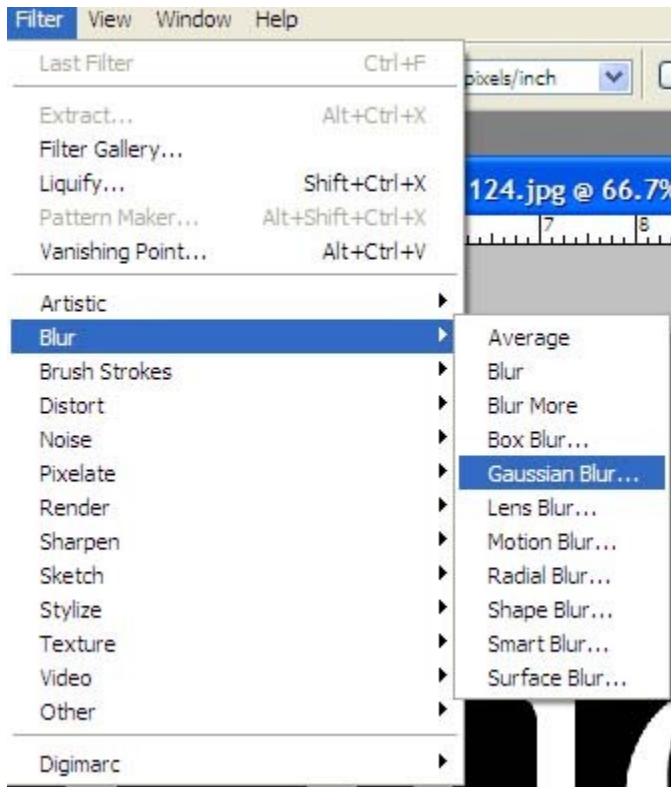 Filter View Window Help
Last Filter Ctrl+F
pixels/inch
Extract... Alt+Ctrl+X
Filter Gallery...
Liquify... Shift+Ctrl+X
124.jpg @ 66.7%
Pattern Maker... Alt+Shift+Ctrl+X
7 8
Vanishing Point... Alt+Ctrl+V
Artistic
Blur
Brush Strokes
Distort
Noise
Pixelate
Render
Sharpen
Sketch
Stylize
Texture
Video
Other
Digimarc
Average
Blur
Blur More
Box Blur...
Gaussian Blur...
Lens Blur...
Motion Blur...
Radial Blur...
Shape Blur...
Smart Blur...
Surface Blur...